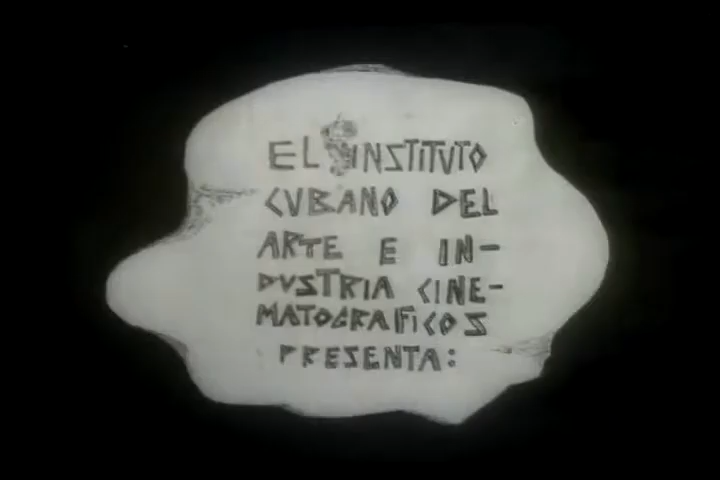 EL INSTITUTO
CUBANO DEL
ARTE E IN-
DUSTRIA CINE-
MATOGRAFICOS
PRESENTA: